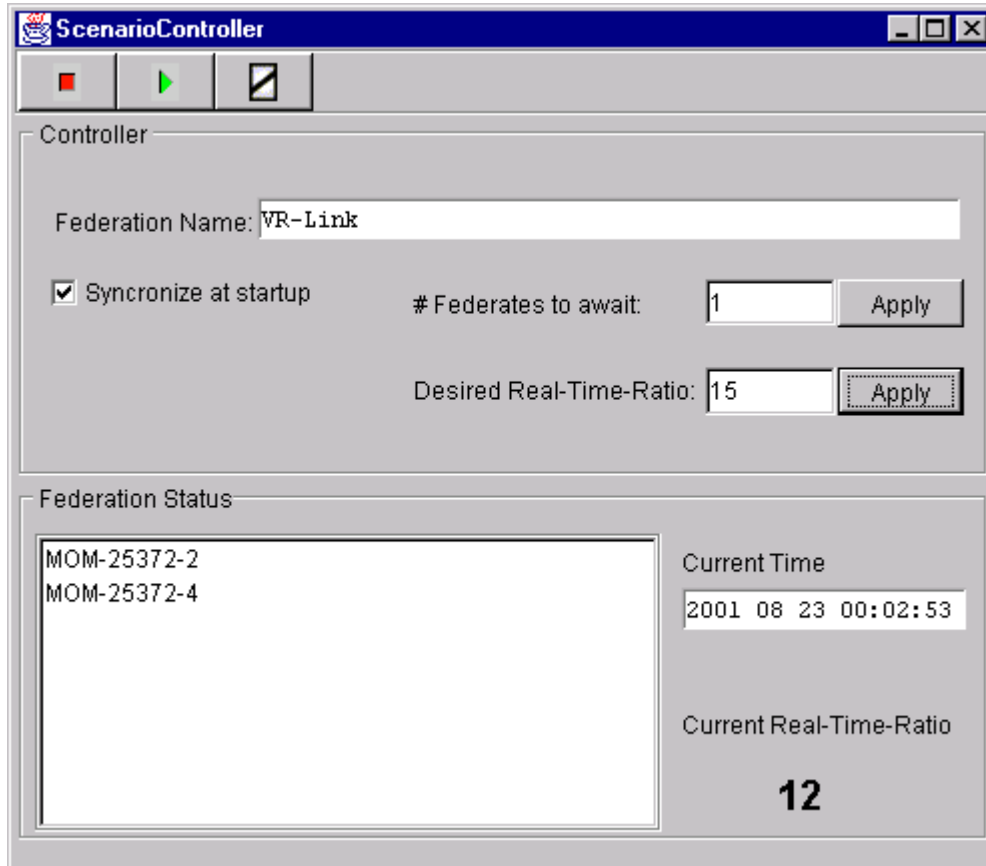 ScenarioController
Controller
Federation Name: VR-Link
Syncronize at startup
# Federates to await: 1 Apply
Desired Real-Time-Ratio: 15 Apply
Federation Status
MOM-25372-2
MOM-25372-4
Current Time
2001 08 23 00:02:53
Current Real-Time-Ratio
12